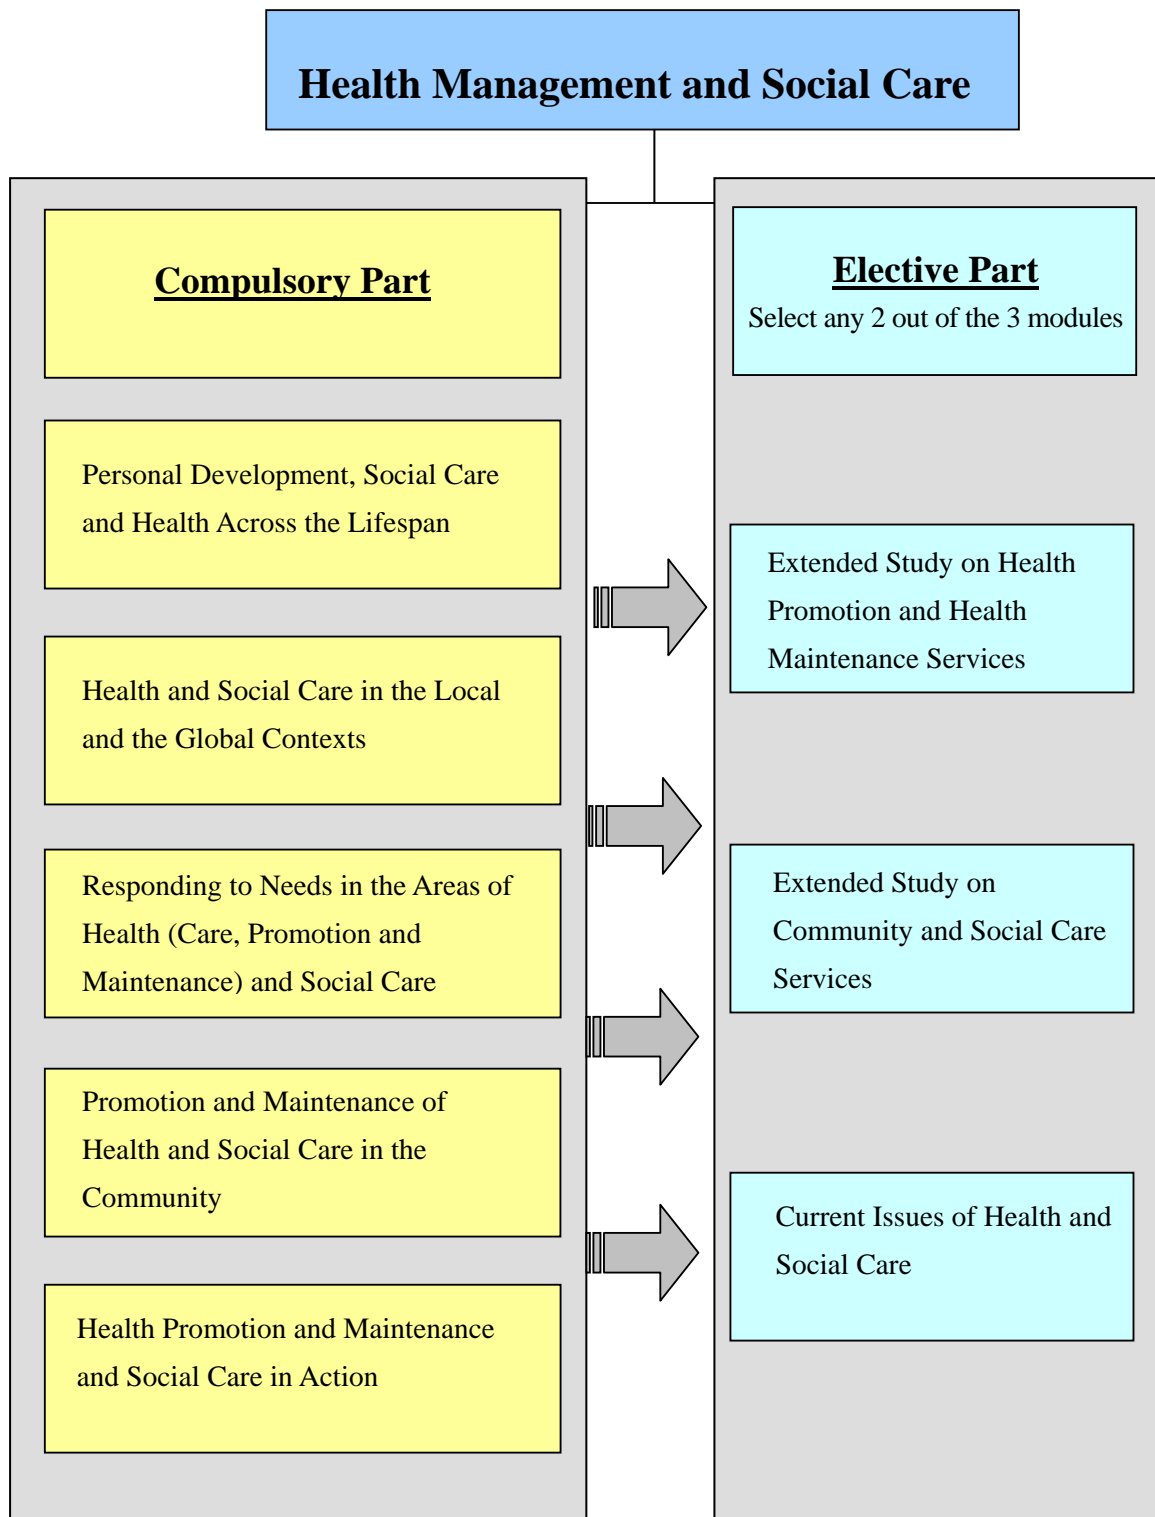 Health Management and Social Care
Compulsory Part
Personal Development, Social Care
and Health Across the Lifespan
Health and Social Care in the Local
and the Global Contexts
Responding to Needs in the Areas of
Health (Care, Promotion and
Maintenance) and Social Care
Promotion and Maintenance of
Health and Social Care in the
Community
Health Promotion and Maintenance
and Social Care in Action
Elective Part
Select any 2 out of the 3 modules
Extended Study on Health
Promotion and Health
Maintenance Services
Extended Study on
Community and Social Care
Services
Current Issues of Health and
Social Care